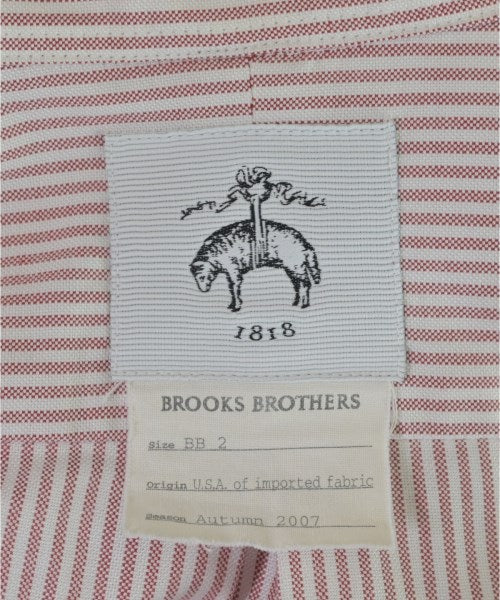 1818
BROOKS BROTHERS
Size BB 2
Origin U.S.A. of imported fabric
Season Autumn 2007